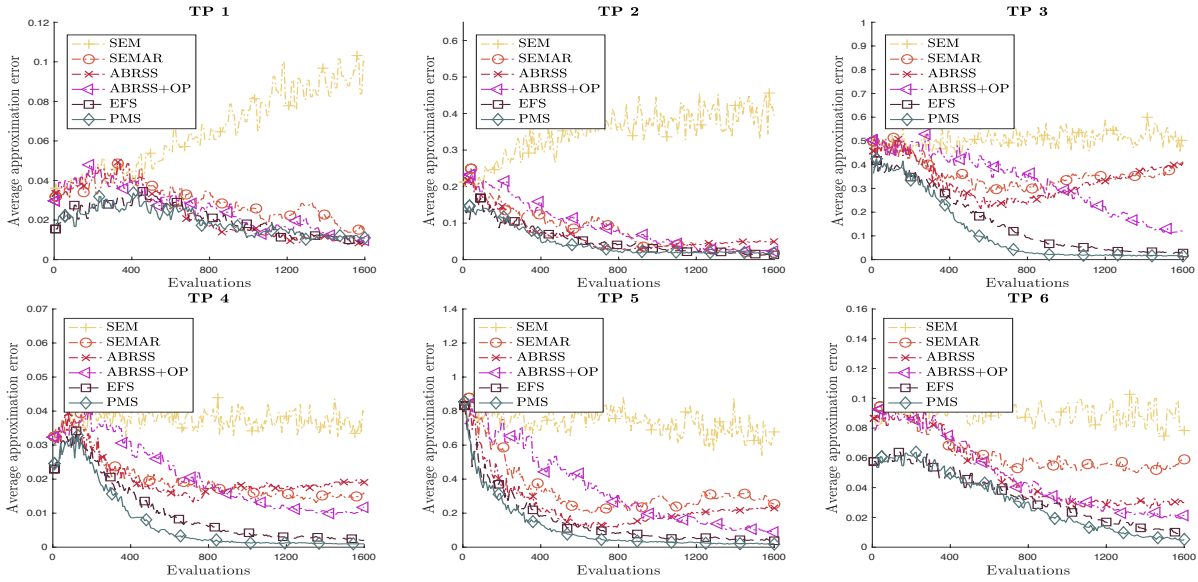 TP 1
0.12
0.1
0.08
0.06
0.04
0.02
0
Average approximation error
SEM
SEMAR
ABRSS
ABRSS+OP
EFS
PMS
0
400
800
1200
1600
Evaluations
TP 2
0.6
0.5
0.4
0.3
0.2
0.1
0
Average approximation error
SEM
SEMAR
ABRSS
ABRSS+OP
EFS
PMS
0
400
800
1200
1600
Evaluations
TP 3
1
0.9
0.8
0.7
0.6
0.5
0.4
0.3
0.2
0.1
0
Average approximation error
SEM
SEMAR
ABRSS
ABRSS+OP
EFS
PMS
0
400
800
1200
1600
Evaluations
TP 4
0.07
0.06
0.05
0.04
0.03
0.02
0.01
0
Average approximation error
SEM
SEMAR
ABRSS
ABRSS+OP
EFS
PMS
0
400
800
1200
1600
Evaluations
TP 5
1.4
1.2
1
0.8
0.6
0.4
0.2
0
Average approximation error
SEM
SEMAR
ABRSS
ABRSS+OP
EFS
PMS
0
400
800
1200
1600
Evaluations
TP 6
0.16
0.14
0.12
0.1
0.08
0.06
0.04
0.02
0
Average approximation error
SEM
SEMAR
ABRSS
ABRSS+OP
EFS
PMS
0
400
800
1200
1600
Evaluations